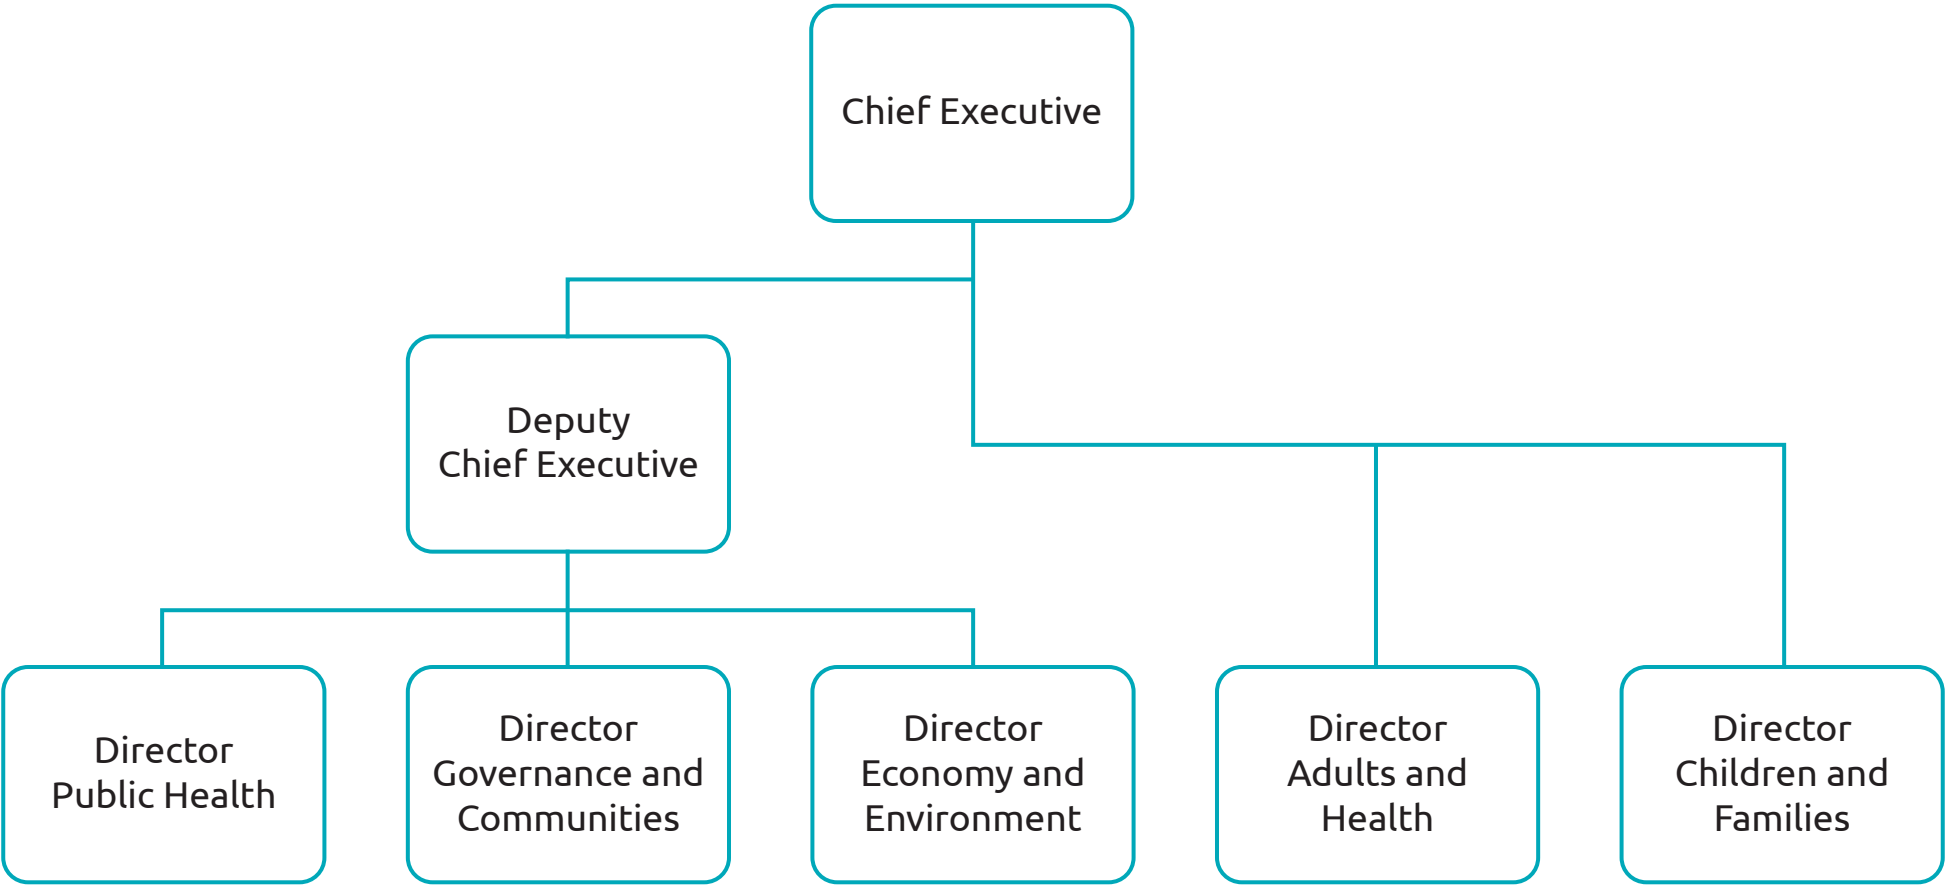 Chief Executive
Deputy
Chief Executive
Director
Public Health
Director
Governance and
Communities
Director
Economy and
Environment
Director
Adults and
Health
Director
Children and
Families